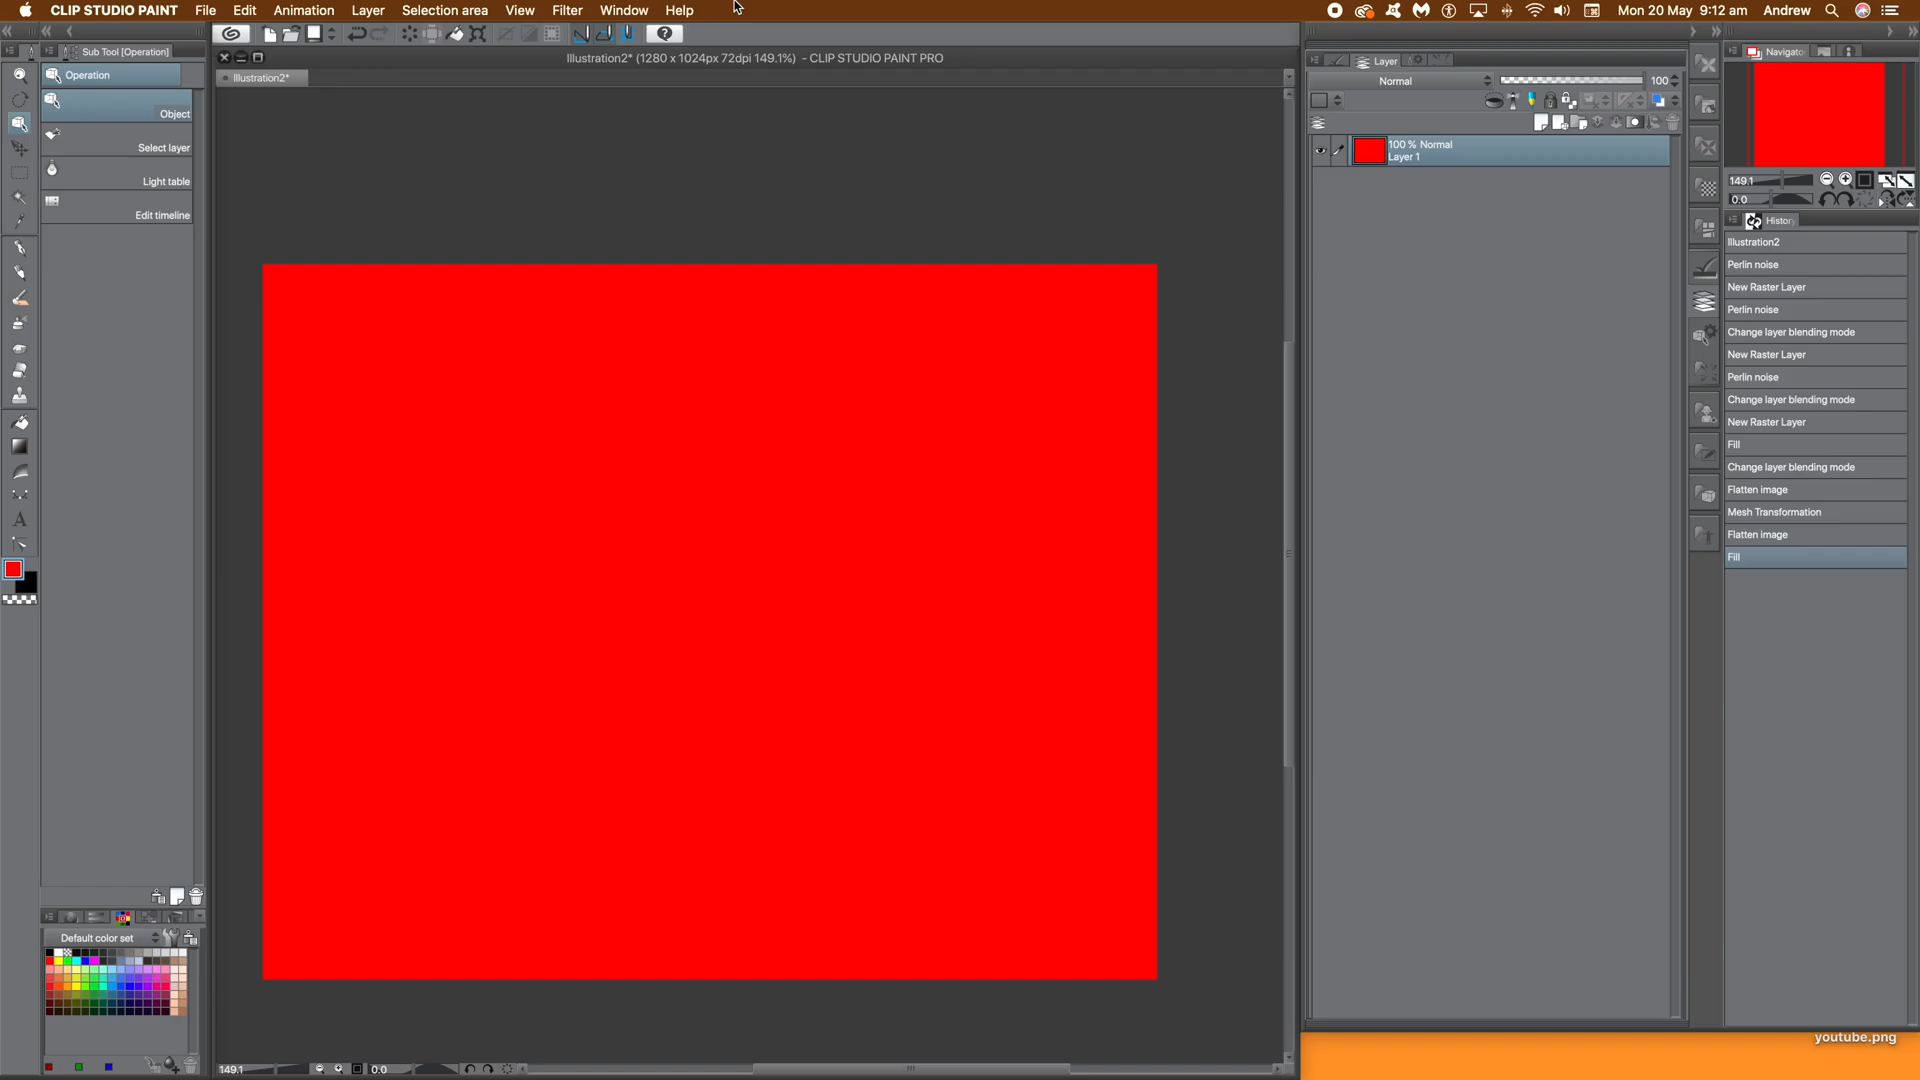 CLIP STUDIO PAINT File Edit Animation Layer Selection area View Filter Window Help Mon 20 May 9:12 am Andrew
Sub Tool [Operation]
Operation
Object
Select layer
Light table
Edit timeline
Default color set
Illustration2* (1280 x 1024px 72dpi 149.1%) - CLIP STUDIO PAINT PRO
Illustration2*
149.1 0.0
Layer
Normal 100
100 % Normal
Layer 1
Navigato
149.1
0.0
History
Illustration2
Perlin noise
New Raster Layer
Perlin noise
Change layer blending mode
New Raster Layer
Perlin noise
Change layer blending mode
New Raster Layer
Fill
Change layer blending mode
Flatten image
Mesh Transformation
Flatten image
Fill
youtube.png